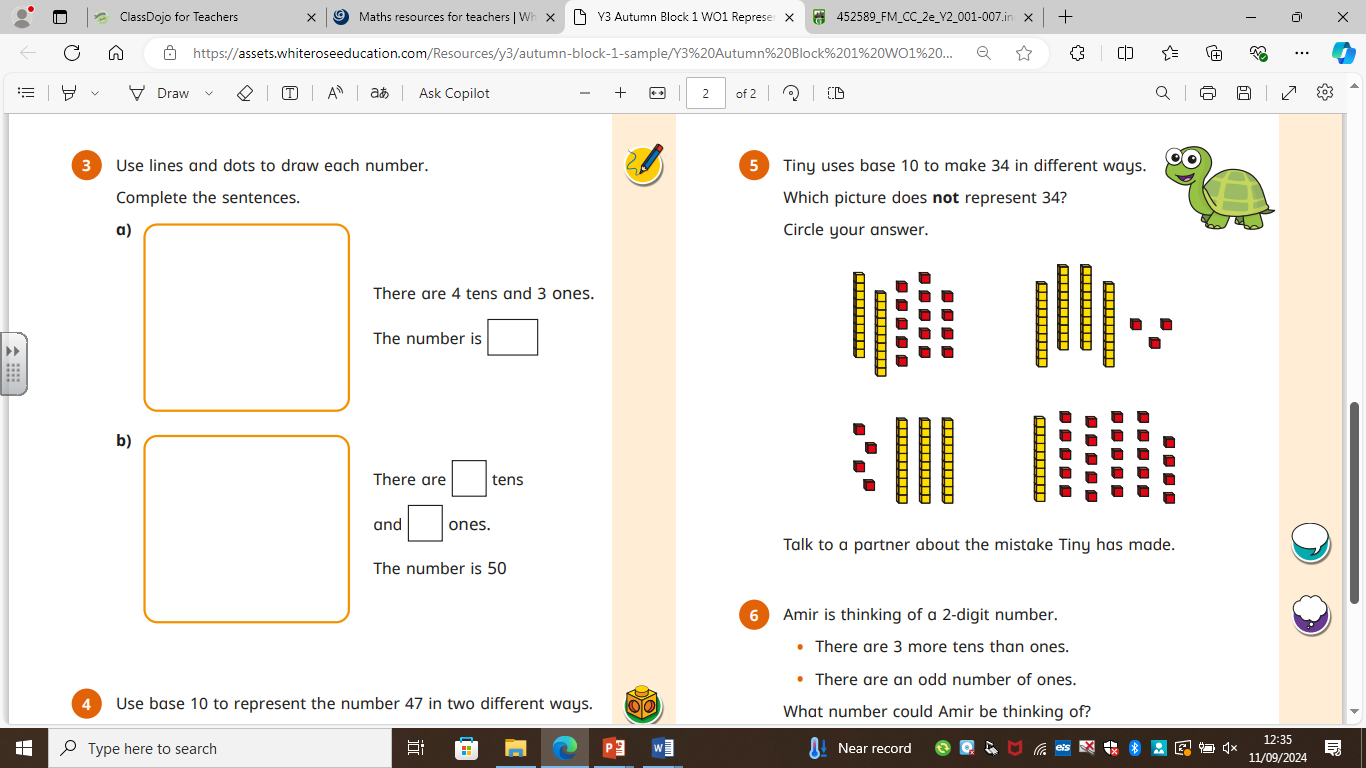 ClassDojo for Teachers
Maths resources for teachers | Wh
Y3 Autumn Block 1 WO1 Represe
452589_FM_CC_2e_Y2_001-007.in
https://assets.whiteroseeducation.com/Resources/y3/autumn-block-1-sample/Y3%20Autumn%20Block%201%20WO1%20...
Draw
Ask Copilot
2
of 2
3
Use lines and dots to draw each number.
Complete the sentences.
a)
There are 4 tens and 3 ones.
The number is
b)
There are tens
and ones.
The number is 50
4
Use base 10 to represent the number 47 in two different ways.
5
Tiny uses base 10 to make 34 in different ways.
Which picture does not represent 34?
Circle your answer.
Talk to a partner about the mistake Tiny has made.
6
Amir is thinking of a 2-digit number.
• There are 3 more tens than ones.
• There are an odd number of ones.
What number could Amir be thinking of?
Type here to search
Near record
12:35
11/09/2024